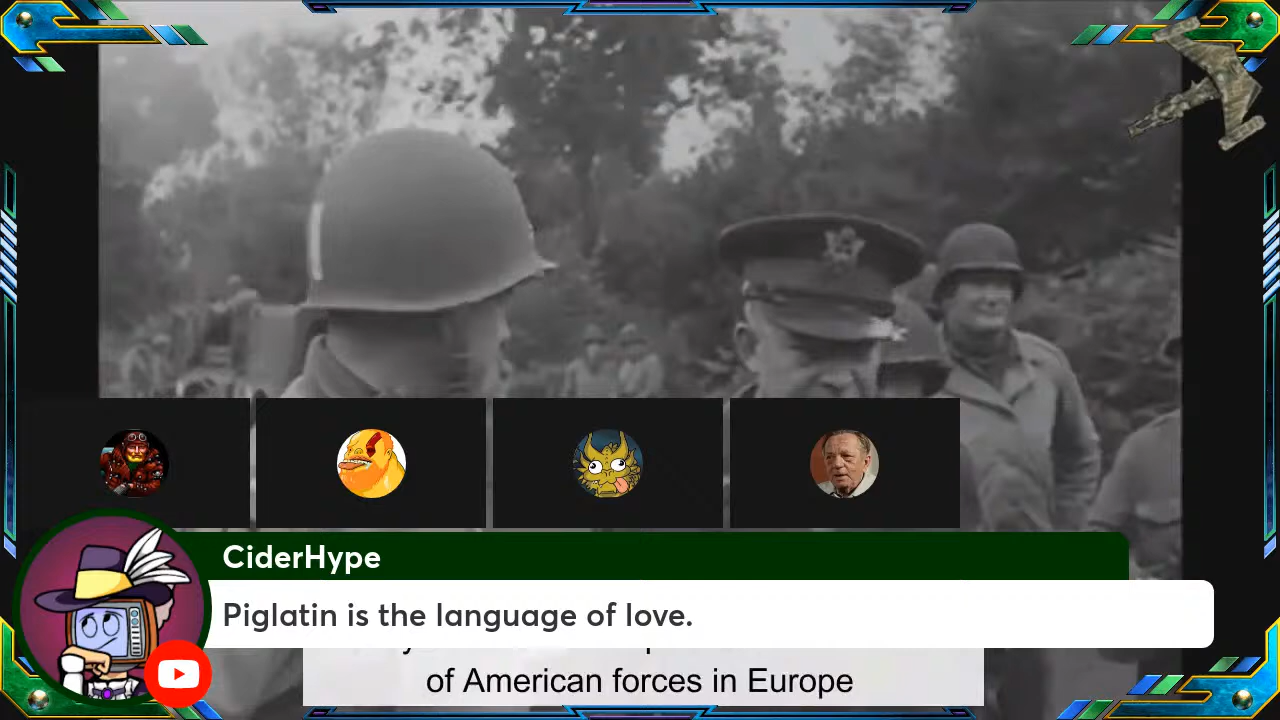 CiderHype
Piglatin is the language of love.
of American forces in Europe